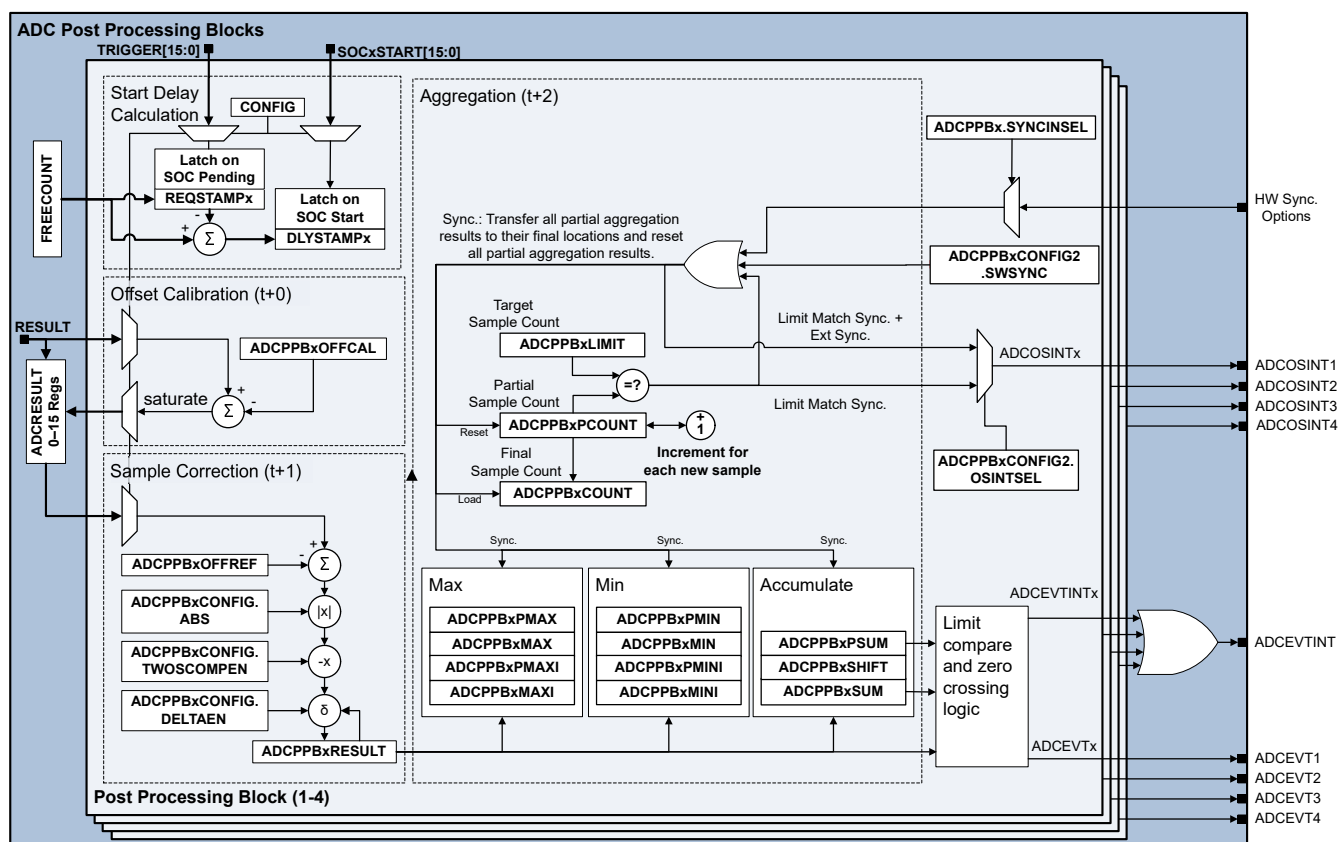 ADC Post Processing Blocks
TRIGGER[15:0]
SOCxSTART[15:0]
Start Delay
Calculation
CONFIG
Latch on
SOC Pending
REQSTAMPx
Latch on
SOC Start
DLYSTAMPx
FREECOUNT
-
+
Σ
Offset Calibration (t+0)
RESULT
ADCPPBxOFFCAL
ADCRESULT
0–15 Regs
saturate
+
-
Σ
Sample Correction (t+1)
+
-
ADCPPBxOFFREF
Σ
ADCPPBxCONFIG.
ABS
|x|
ADCPPBxCONFIG.
TWOSCOMPEN
-x
ADCPPBxCONFIG.
DELTAEN
δ
ADCPPBxRESULT
Post Processing Block (1-4)
Aggregation (t+2)
ADCPPBx.SYNCINSEL
HW Sync.
Options
Sync.: Transfer all partial aggregation
results to their final locations and reset
all partial aggregation results.
ADCPPBxCONFIG2
.SWSYNC
Target
Sample Count
ADCPPBxLIMIT
=?
Limit Match Sync. +
Ext Sync.
Limit Match Sync.
ADCOSINTx
ADCOSINT1
ADCOSINT2
ADCOSINT3
ADCOSINT4
Partial
Sample Count
Reset
ADCPPBxPCOUNT
+
1
Increment for
each new sample
Final
Sample Count
Load
ADCPPBxCOUNT
ADCPPBxCONFIG2.
OSINTSEL
Sync.
Sync.
Sync.
Max
ADCPPBxPMAX
ADCPPBxMAX
ADCPPBxPMAXI
ADCPPBxMAXI
Min
ADCPPBxPMIN
ADCPPBxMIN
ADCPPBxPMINI
ADCPPBxMINI
Accumulate
ADCPPBxPSUM
ADCPPBxSHIFT
ADCPPBxSUM
Limit
compare
and zero
crossing
logic
ADCEVTINTx
ADCEVTINT
ADCEVTx
ADCEVT1
ADCEVT2
ADCEVT3
ADCEVT4